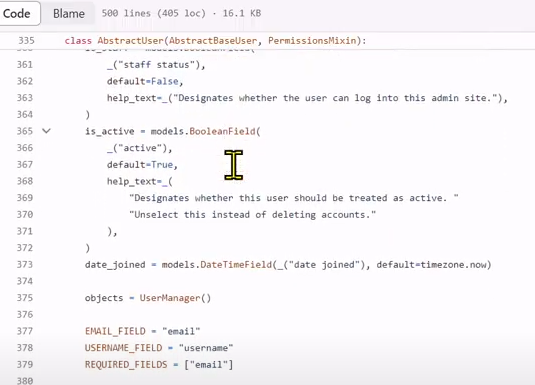 Code Blame 500 lines (405 loc) · 16.1 KB
335 class AbstractUser(AbstractBaseUser, PermissionsMixin):
361 _("staff status"),
362 default=False,
363 help_text=_("Designates whether the user can log into this admin site."),
364 )
365 is_active = models.BooleanField(
366 _("active"),
367 default=True,
368 help_text=_(
369 "Designates whether this user should be treated as active. "
370 "Unselect this instead of deleting accounts."
371 ),
372 )
373 date_joined = models.DateTimeField(_("date joined"), default=timezone.now)
374
375 objects = UserManager()
376
377 EMAIL_FIELD = "email"
378 USERNAME_FIELD = "username"
379 REQUIRED_FIELDS = ["email"]
380